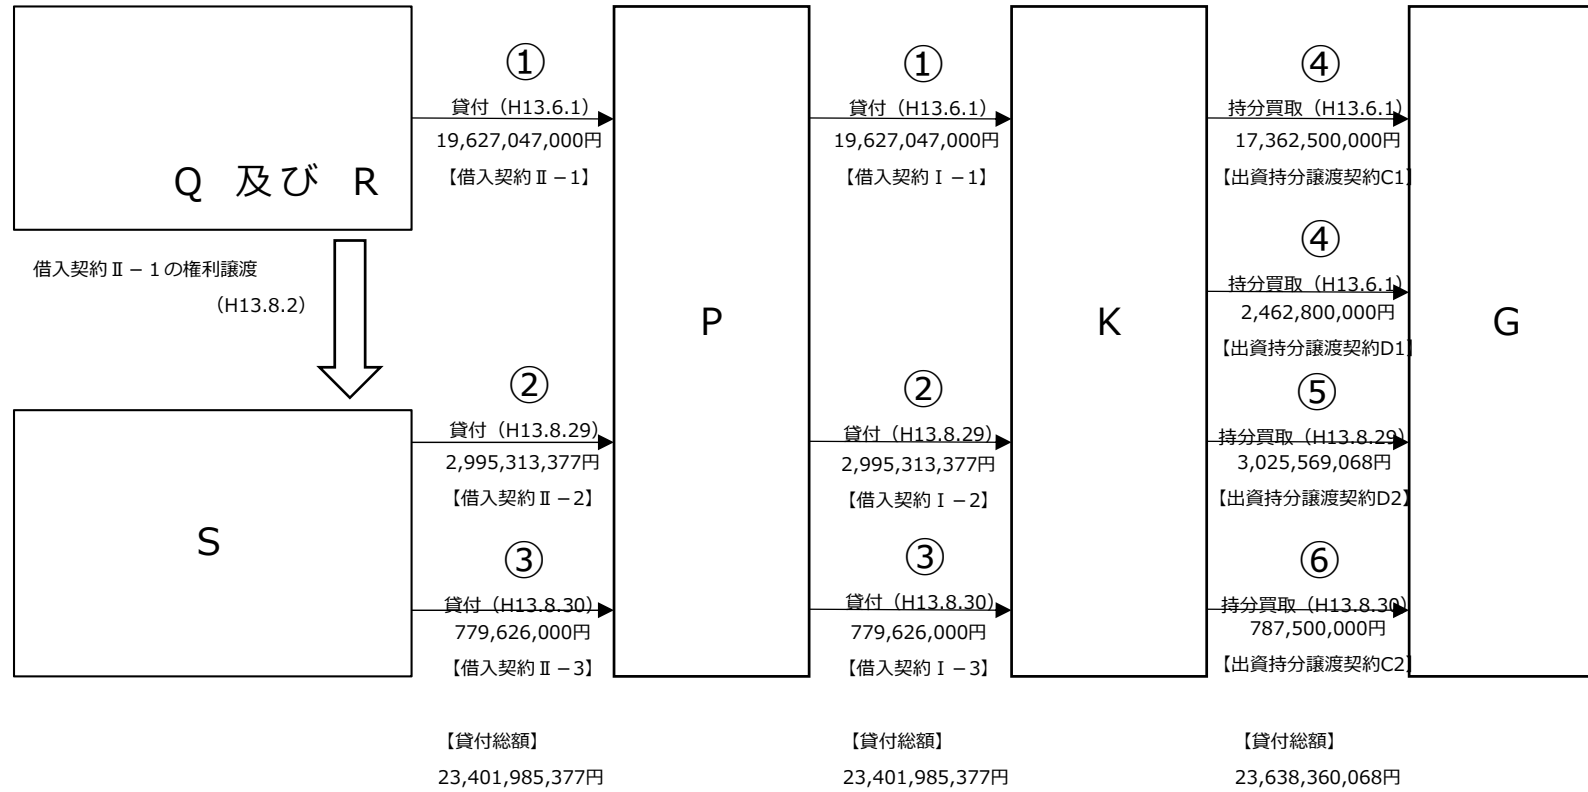 Q 及び R
借入契約Ⅱ－１の権利譲渡
（H13.8.2）
S
①
貸付（H13.6.1）
19,627,047,000円
【借入契約Ⅱ－1】
②
貸付（H13.8.29）
2,995,313,377円
【借入契約Ⅱ－2】
③
貸付（H13.8.30）
779,626,000円
【借入契約Ⅱ－3】
【貸付総額】
23,401,985,377円
P
①
貸付（H13.6.1）
19,627,047,000円
【借入契約Ⅰ－1】
②
貸付（H13.8.29）
2,995,313,377円
【借入契約Ⅰ－2】
③
貸付（H13.8.30）
779,626,000円
【借入契約Ⅰ－3】
【貸付総額】
23,401,985,377円
K
④
持分買取（H13.6.1）
17,362,500,000円
【出資持分譲渡契約C1】
④
持分買取（H13.6.1）
2,462,800,000円
【出資持分譲渡契約D1】
⑤
持分買取（H13.8.29）
3,025,569,068円
【出資持分譲渡契約D2】
⑥
持分買取（H13.8.30）
787,500,000円
【出資持分譲渡契約C2】
【貸付総額】
23,638,360,068円
G